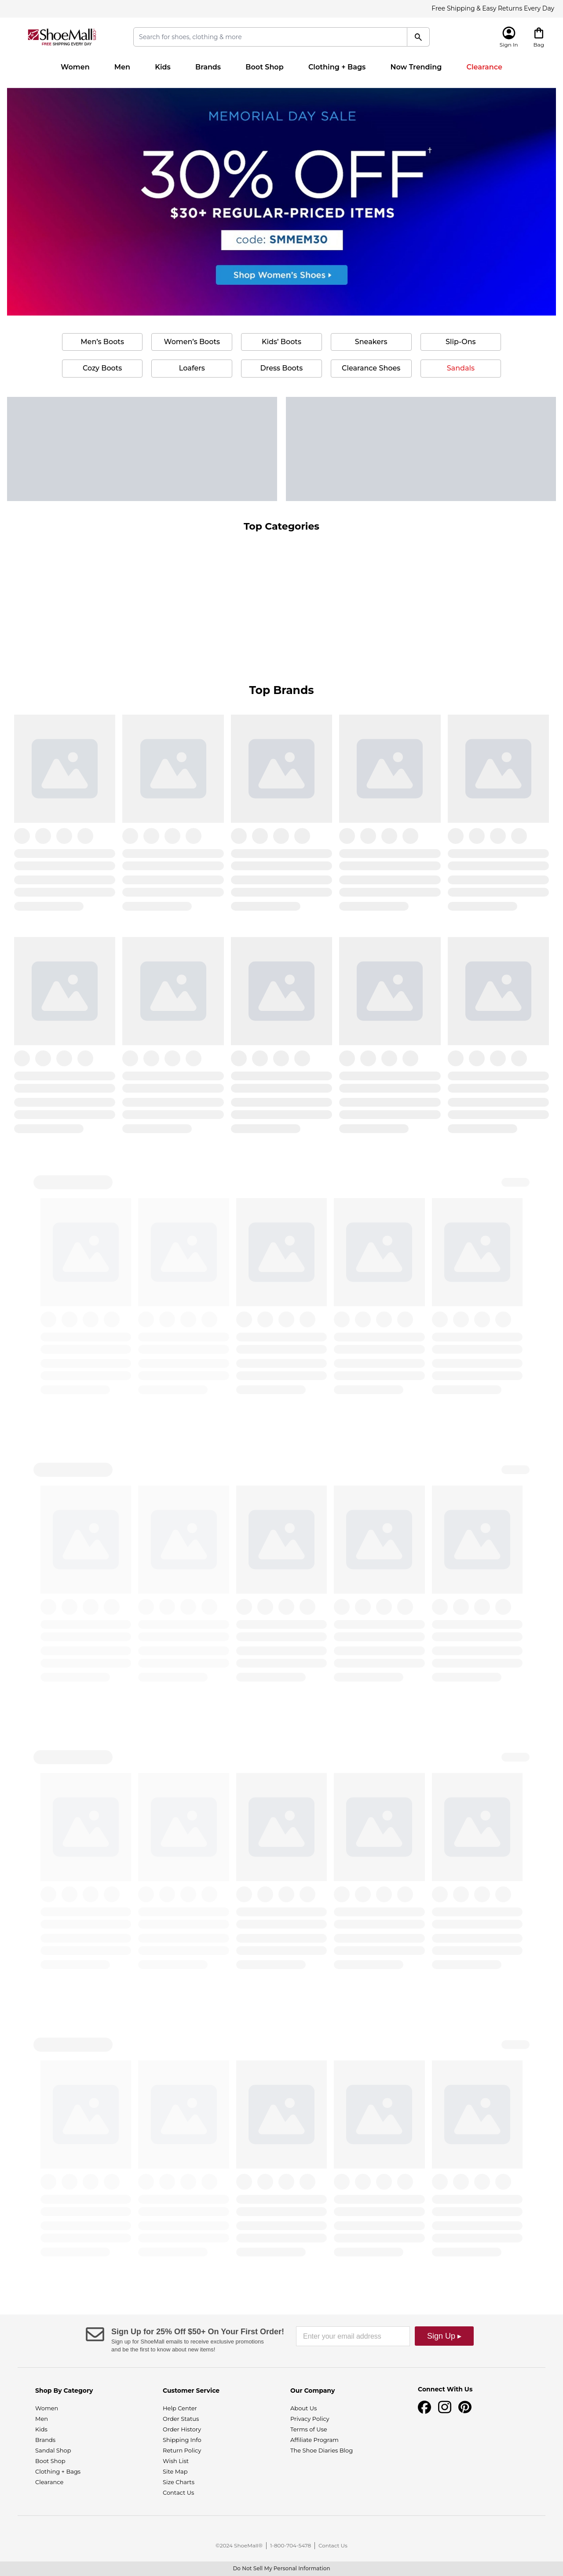 Free Shipping & Easy Returns Every Day
ShoeMall
FREE SHIPPING EVERY DAY
Search for shoes, clothing & more
Sign In
Bag
Women
Men
Kids
Brands
Boot Shop
Clothing + Bags
Now Trending
Clearance
MEMORIAL DAY SALE
30% OFF†
$30+ REGULAR-PRICED ITEMS
code: SMMEM30
Shop Women's Shoes
Men's Boots
Women's Boots
Kids' Boots
Sneakers
Slip-Ons
Cozy Boots
Loafers
Dress Boots
Clearance Shoes
Sandals
Top Categories
Top Brands
Sign Up for 25% Off $50+ On Your First Order!
Sign up for ShoeMall emails to receive exclusive promotions
and be the first to know about new items!
Enter your email address
Sign Up ▸
Shop By Category
Women
Men
Kids
Brands
Sandal Shop
Boot Shop
Clothing + Bags
Clearance
Customer Service
Help Center
Order Status
Order History
Shipping Info
Return Policy
Wish List
Site Map
Size Charts
Contact Us
Our Company
About Us
Privacy Policy
Terms of Use
Affiliate Program
The Shoe Diaries Blog
Connect With Us
©2024 ShoeMall®
1-800-704-5478
Contact Us
Do Not Sell My Personal Information